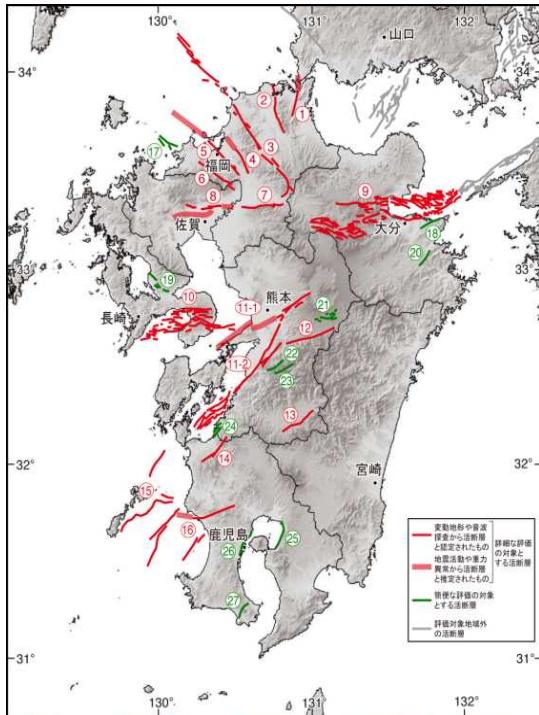 130°
131°
132°
山口
34°
34°
②
①
⑰
⑤
③
④
福岡
⑥
⑦
⑧
⑨
佐賀
大分
⑱
33°
33°
⑳
⑲
⑩
熊本
長崎
11-1
㉑
⑫
11-2
㉒
㉓
⑬
㉔
⑭
32°
32°
宮崎
⑮
⑯
鹿児島
㉕
㉖
㉗
変動地形や音波
探査から活断層
と認定されたもの
地震活動や重力
異常から活断層
と推定されたもの
詳細な評価
の対象と
する活断層
簡便な評価の対象
とする活断層
評価対象地域外
の活断層
31°
31°
130°
131°
132°